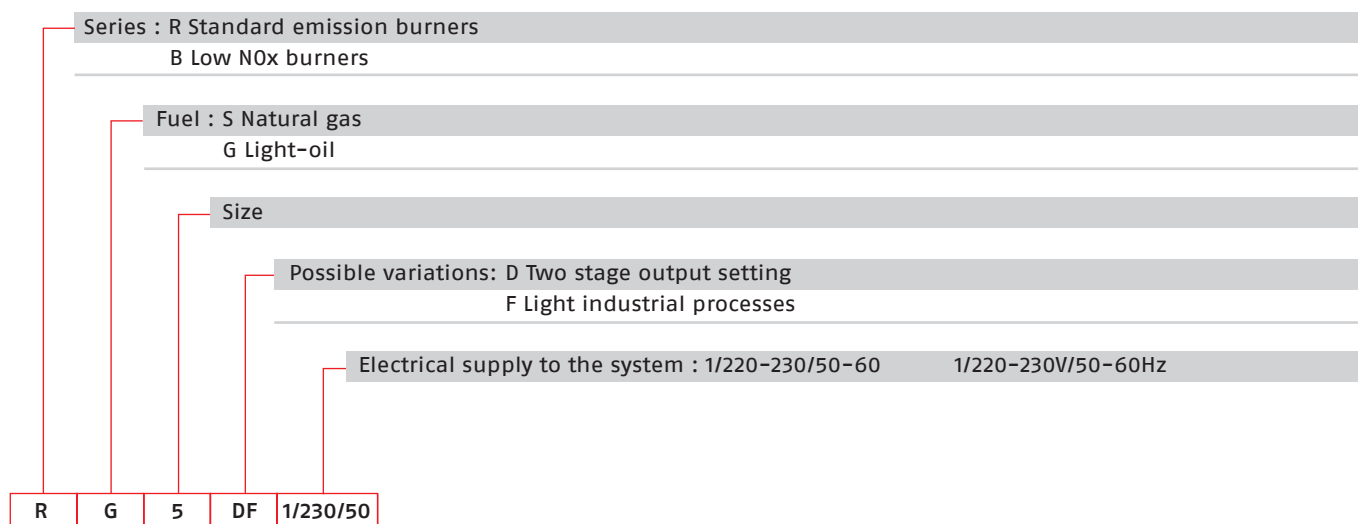 Series : R Standard emission burners
B Low N0x burners
Fuel : S Natural gas
G Light-oil
Size
Possible variations: D Two stage output setting
F Light industrial processes
Electrical supply to the system : 1/220-230/50-60 1/220-230V/50-60Hz
R G 5 DF 1/230/50